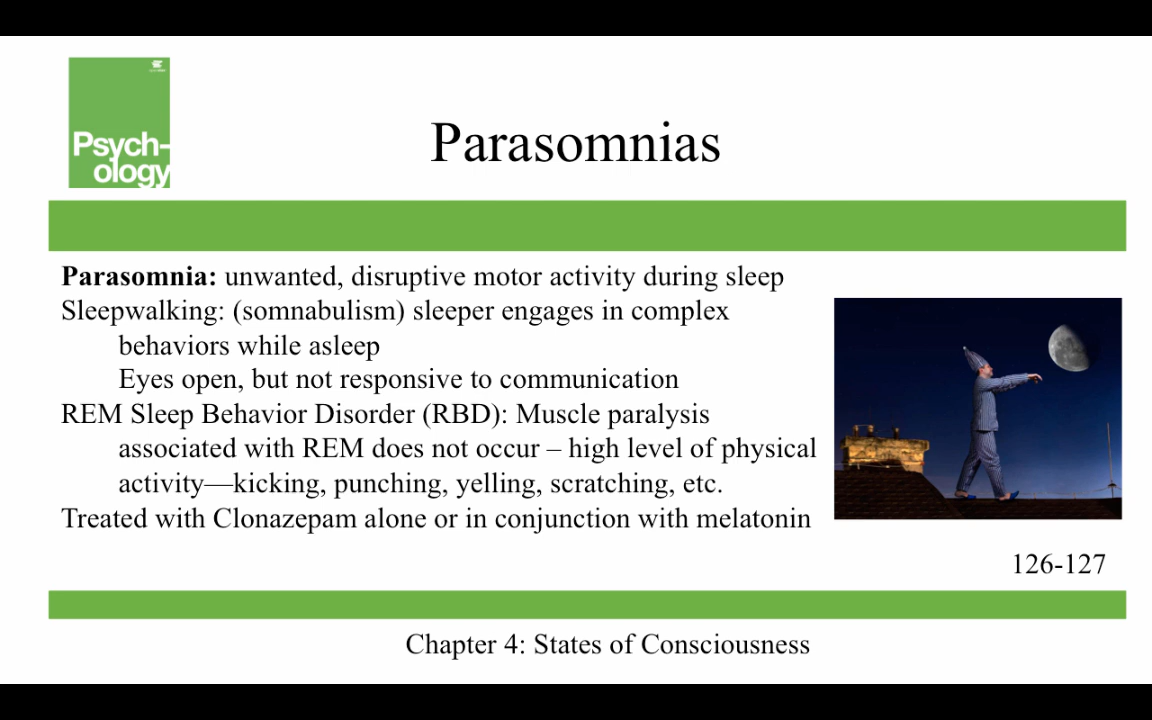 Psych-
ology
Parasomnias
Parasomnia: unwanted, disruptive motor activity during sleep
Sleepwalking: (somnabulism) sleeper engages in complex
behaviors while asleep
Eyes open, but not responsive to communication
REM Sleep Behavior Disorder (RBD): Muscle paralysis
associated with REM does not occur – high level of physical
activity—kicking, punching, yelling, scratching, etc.
Treated with Clonazepam alone or in conjunction with melatonin
126-127
Chapter 4: States of Consciousness